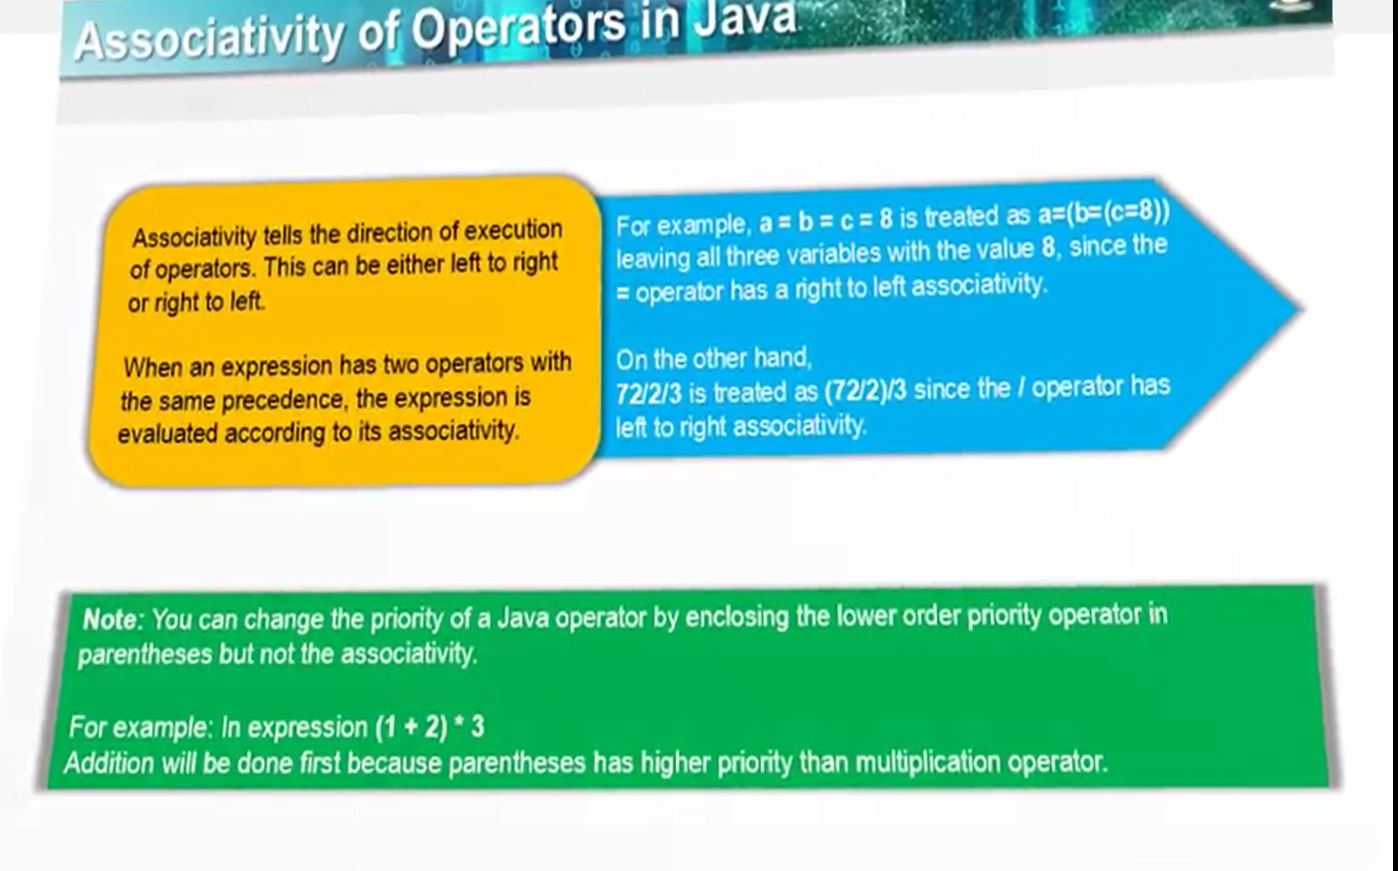 Associativity of Operators in Java
Associativity tells the direction of execution
of operators. This can be either left to right
or right to left.
When an expression has two operators with
the same precedence, the expression is
evaluated according to its associativity.
For example, a = b = c = 8 is treated as a=(b=(c=8))
leaving all three variables with the value 8, since the
= operator has a right to left associativity.
On the other hand,
72/2/3 is treated as (72/2)/3 since the / operator has
left to right associativity.
Note: You can change the priority of a Java operator by enclosing the lower order priority operator in
parentheses but not the associativity.
For example: In expression (1 + 2) * 3
Addition will be done first because parentheses has higher priority than multiplication operator.